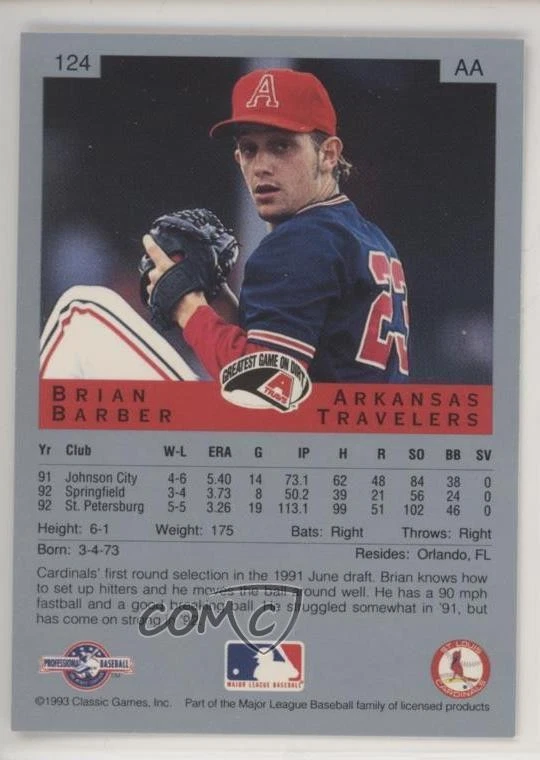 124
AA
A
23
GREATEST GAME ON DIRT
A
TRAVS
BRIAN BARBER
ARKANSAS TRAVELERS
Yr Club W-L ERA G IP H R SO BB SV
91 Johnson City 4-6 5.40 14 73.1 62 48 84 38 0
92 Springfield 3-4 3.73 8 50.2 39 21 56 24 0
92 St. Petersburg 5-5 3.26 19 113.1 99 51 102 46 0
Height: 6-1 Weight: 175 Bats: Right Throws: Right
Born: 3-4-73 Resides: Orlando, FL
Cardinals' first round selection in the 1991 June draft. Brian knows how
to set up hitters and he moves the ball around well. He has a 90 mph
fastball and a good breaking ball. He struggled somewhat in '91, but
has come on strong in '92.
COMC
PROFESSIONAL BASEBALL
TM
MAJOR LEAGUE BASEBALL
ST. LOUIS
CARDINALS
©1993 Classic Games, Inc. Part of the Major League Baseball family of licensed products